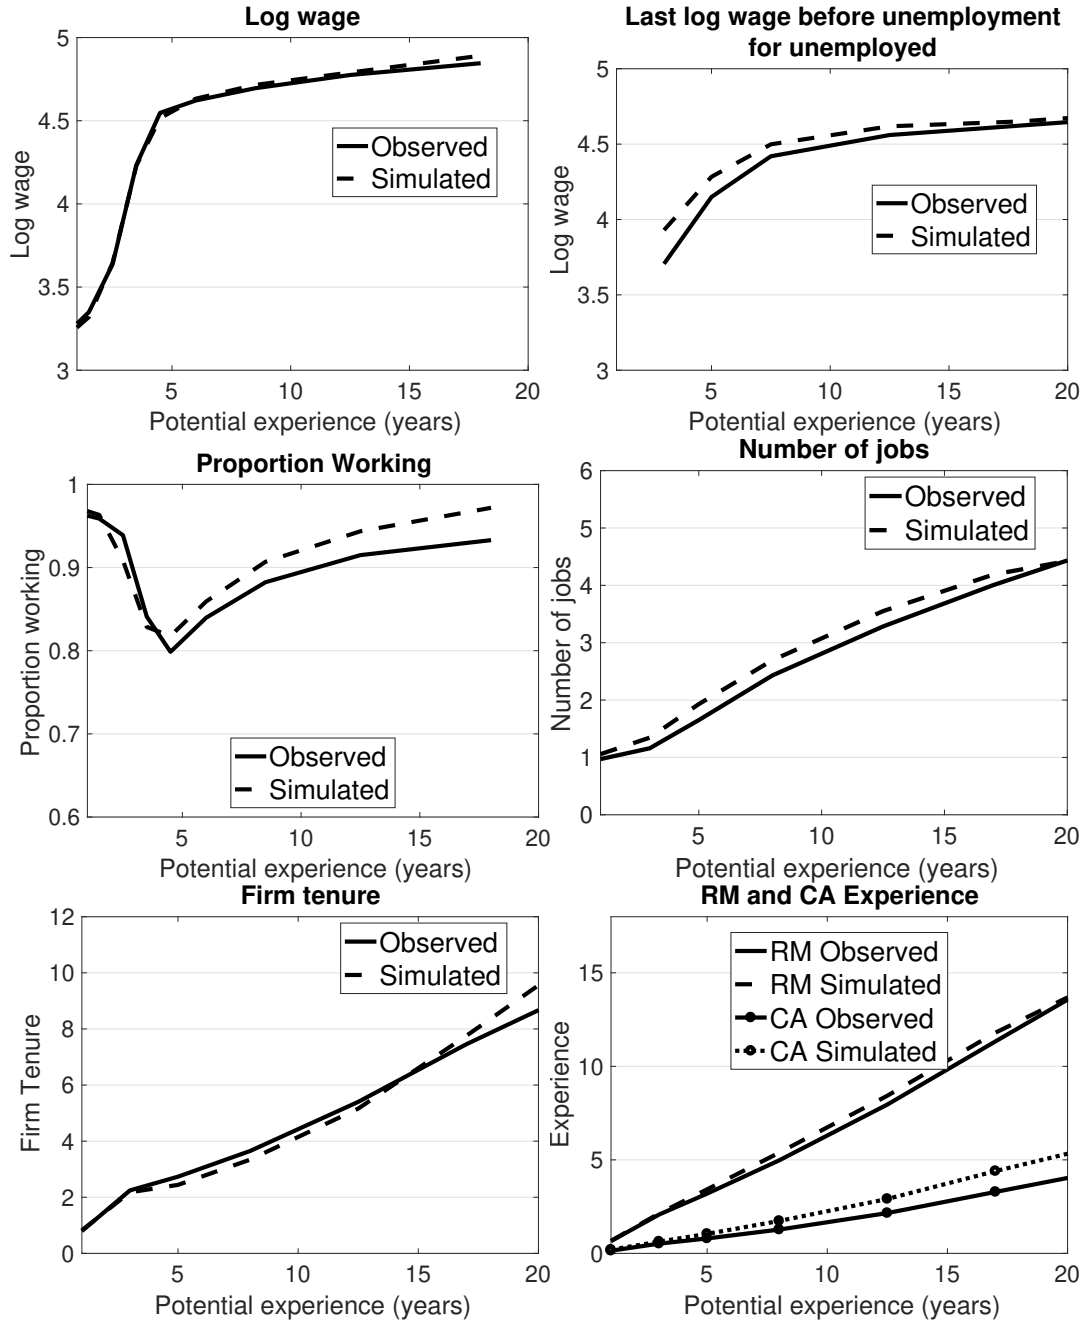 Log wage
5
4.5
4
3.5
3
Log wage
Observed
Simulated
5
10
15
20
Potential experience (years)
Last log wage before unemployment
for unemployed
5
4.5
4
3.5
3
Log wage
Observed
Simulated
5
10
15
20
Potential experience (years)
Proportion Working
1
0.9
0.8
0.7
0.6
Proportion working
Observed
Simulated
5
10
15
20
Potential experience (years)
Number of jobs
6
5
4
3
2
1
0
Number of jobs
Observed
Simulated
5
10
15
20
Potential experience (years)
Firm tenure
12
10
8
6
4
2
0
Firm Tenure
Observed
Simulated
5
10
15
20
Potential experience (years)
RM and CA Experience
15
10
5
0
Experience
RM Observed
RM Simulated
CA Observed
CA Simulated
5
10
15
20
Potential experience (years)